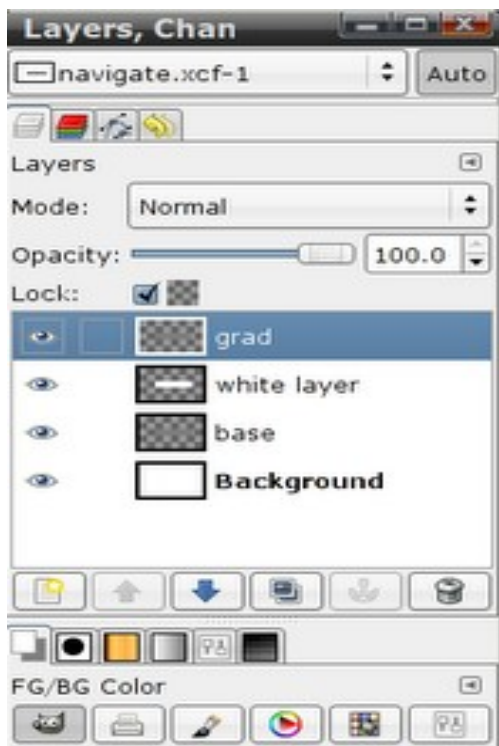 Layers, Chan
navigate.xcf-1
Auto
Layers
Mode: Normal
Opacity: 100.0
Lock:
grad
white layer
base
Background
FG/BG Color